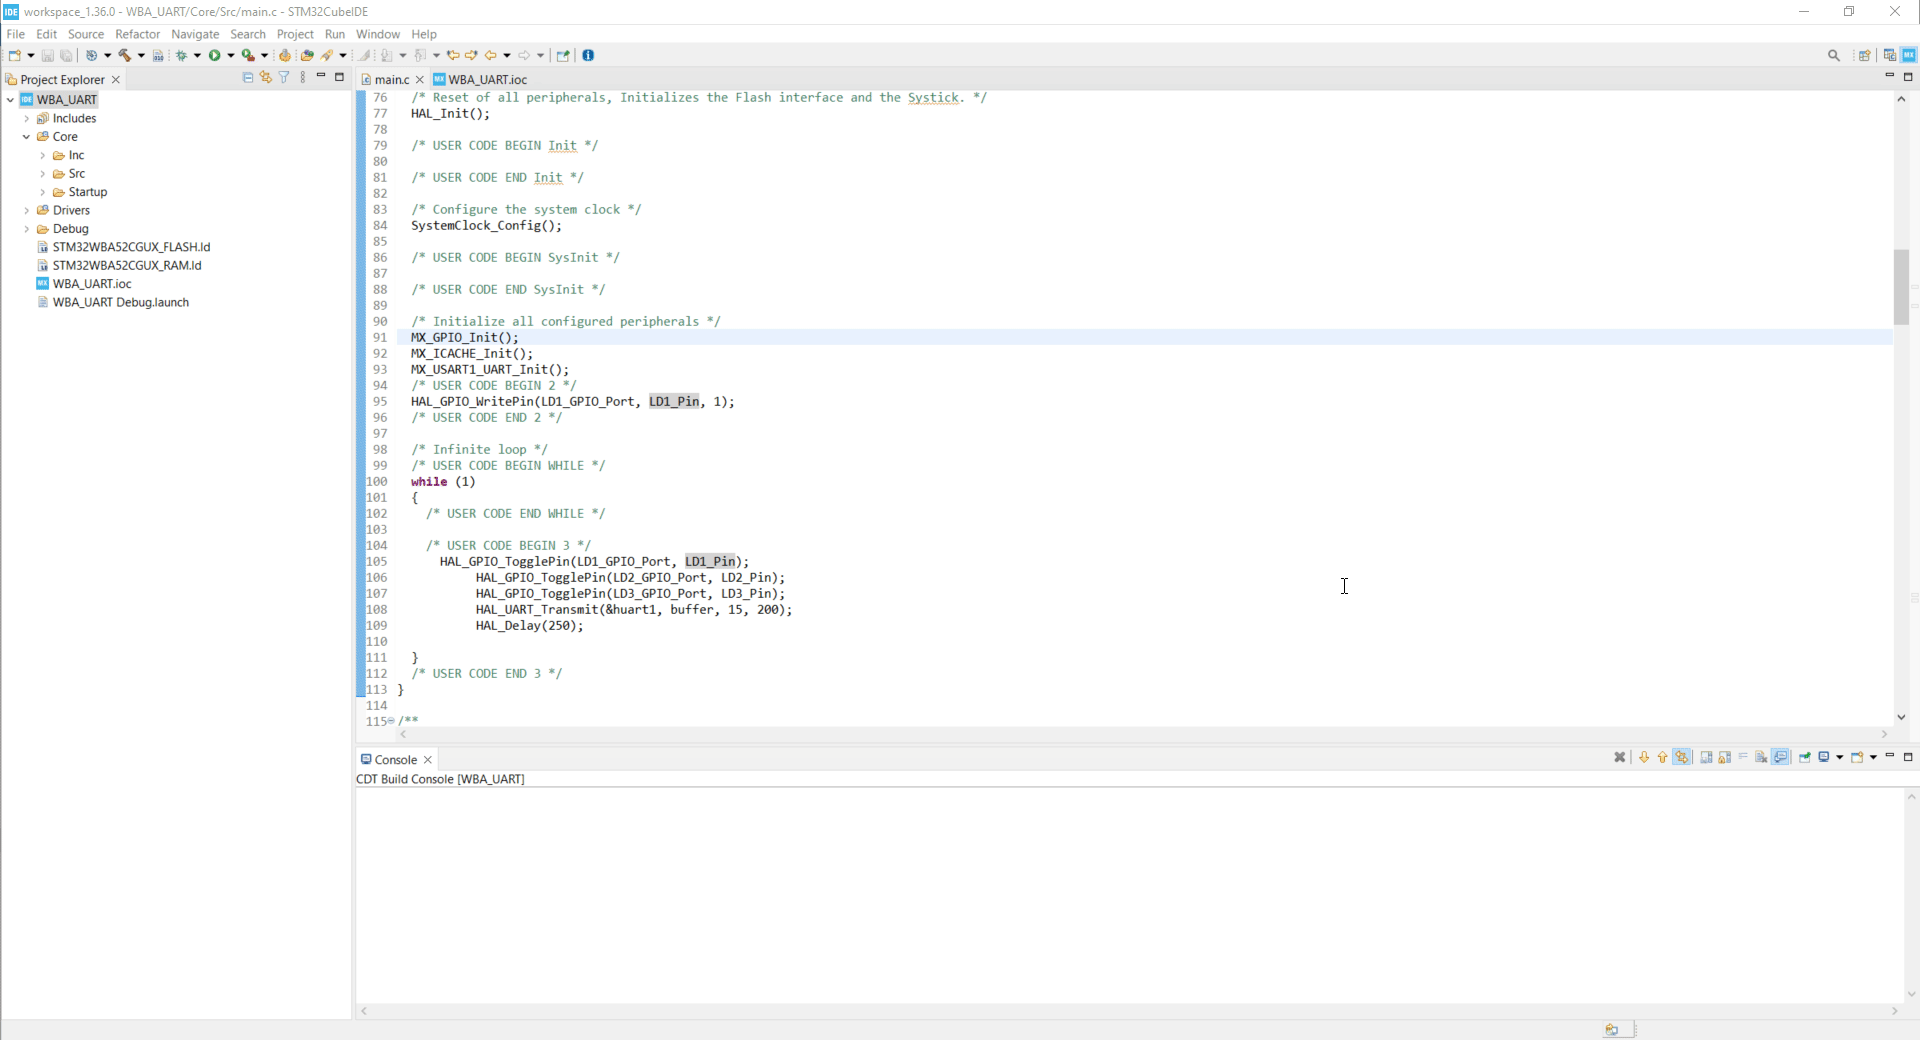 IDE workspace_1.36.0 - WBA_UART/Core/Src/main.c - STM32CubeIDE
File Edit Source Refactor Navigate Search Project Run Window Help
Project Explorer
IDE WBA_UART
Includes
Core
Inc
Src
Startup
Drivers
Debug
STM32WBA52CGUX_FLASH.ld
STM32WBA52CGUX_RAM.ld
MX WBA_UART.ioc
WBA_UART Debug.launch
main.c MX WBA_UART.ioc
MX
76 /* Reset of all peripherals, Initializes the Flash interface and the Systick. */
77 HAL_Init();
78
79 /* USER CODE BEGIN Init */
80
81 /* USER CODE END Init */
82
83 /* Configure the system clock */
84 SystemClock_Config();
85
86 /* USER CODE BEGIN SysInit */
87
88 /* USER CODE END SysInit */
89
90 /* Initialize all configured peripherals */
91 MX_GPIO_Init();
92 MX_ICACHE_Init();
93 MX_USART1_UART_Init();
94 /* USER CODE BEGIN 2 */
95 HAL_GPIO_WritePin(LD1_GPIO_Port, LD1_Pin, 1);
96 /* USER CODE END 2 */
97
98 /* Infinite loop */
99 /* USER CODE BEGIN WHILE */
100 while (1)
101 {
102 /* USER CODE END WHILE */
103
104 /* USER CODE BEGIN 3 */
105 HAL_GPIO_TogglePin(LD1_GPIO_Port, LD1_Pin);
106 HAL_GPIO_TogglePin(LD2_GPIO_Port, LD2_Pin);
107 HAL_GPIO_TogglePin(LD3_GPIO_Port, LD3_Pin);
108 HAL_UART_Transmit(&huart1, buffer, 15, 200);
109 HAL_Delay(250);
110
111 }
112 /* USER CODE END 3 */
113 }
114
115 /**
Console
CDT Build Console [WBA_UART]